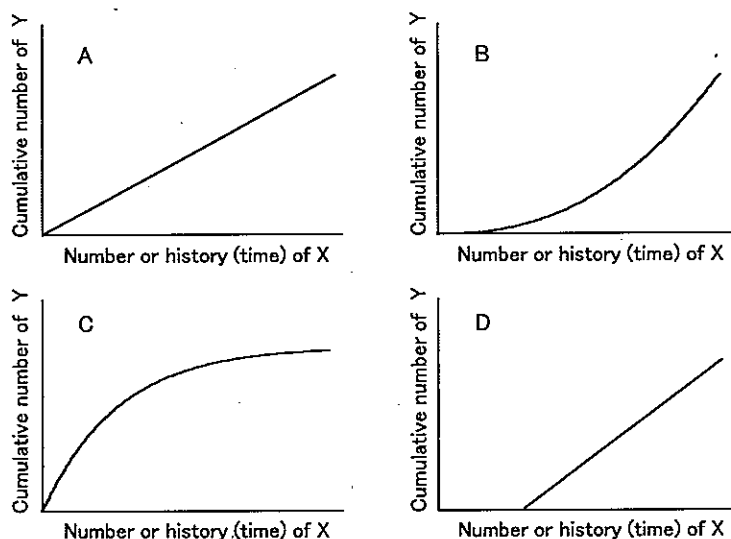 Cumulative number of Y
A
Number or history (time) of X
Cumulative number of Y
B
Number or history (time) of X
Cumulative number of Y
C
Number or history (time) of X
Cumulative number of Y
D
Number or history (time) of X